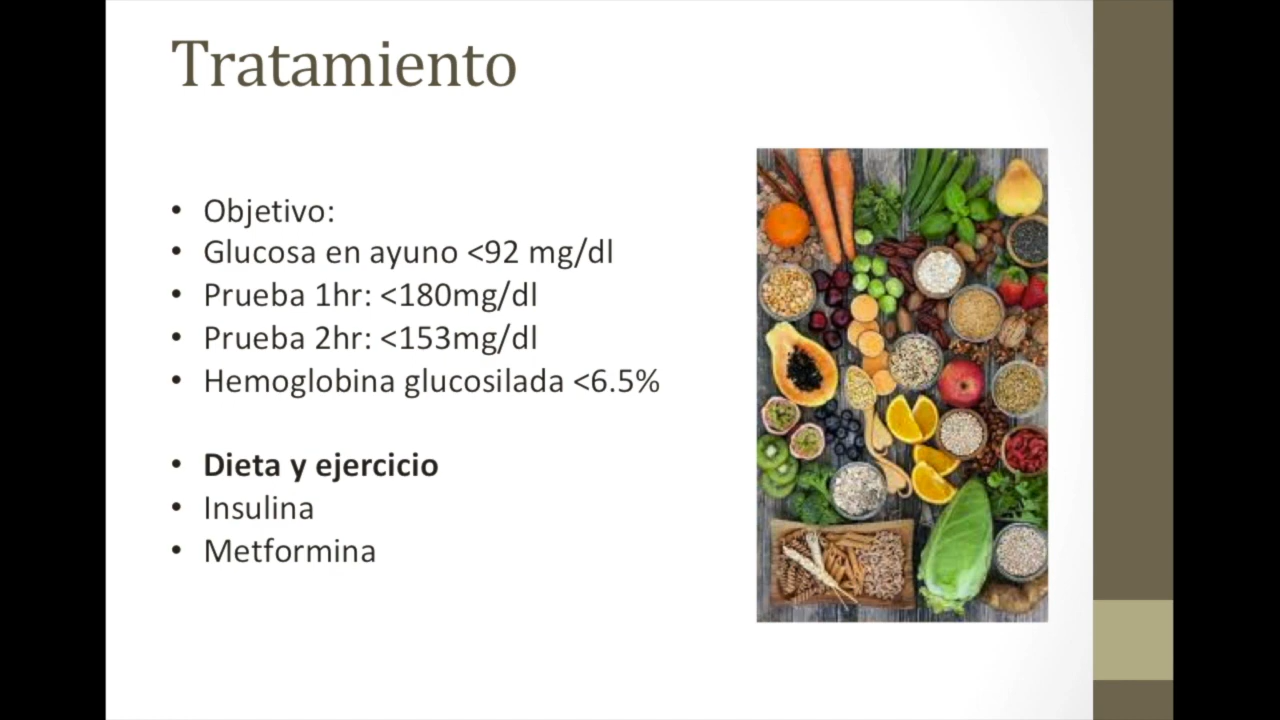 Tratamiento
• Objetivo:
• Glucosa en ayuno <92 mg/dl
• Prueba 1hr: <180mg/dl
• Prueba 2hr: <153mg/dl
• Hemoglobina glucosilada <6.5%
• Dieta y ejercicio
• Insulina
• Metformina